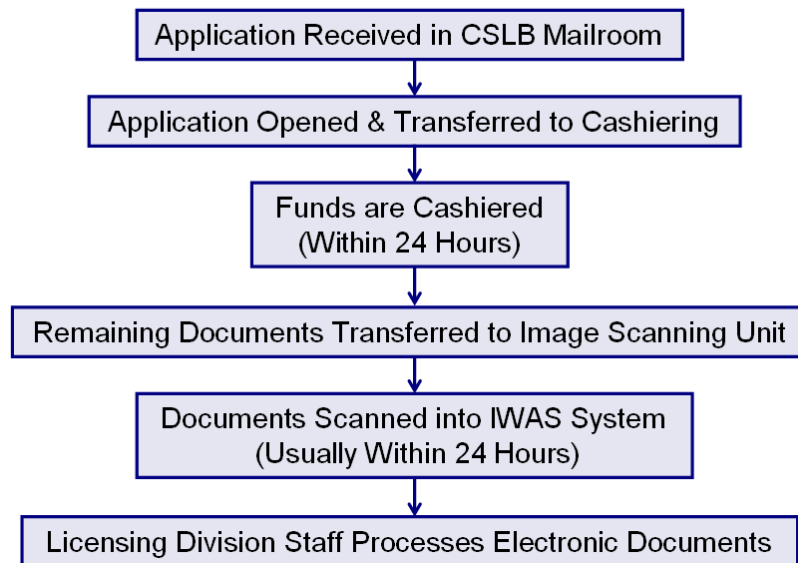 Application Received in CSLB Mailroom
Application Opened & Transferred to Cashiering
Funds are Cashiered
(Within 24 Hours)
Remaining Documents Transferred to Image Scanning Unit
Documents Scanned into IWAS System
(Usually Within 24 Hours)
Licensing Division Staff Processes Electronic Documents